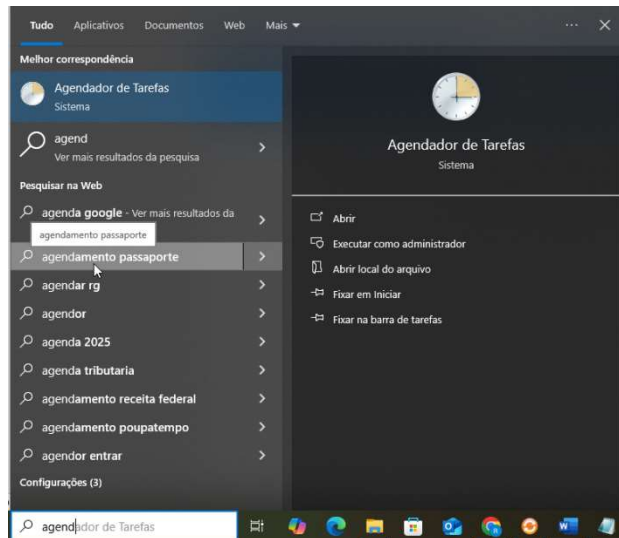 Tudo Aplicativos Documentos Web Mais
Melhor correspondência
Agendador de Tarefas
Sistema
agend
Ver mais resultados da pesquisa
Pesquisar na Web
agenda google - Ver mais resultados da
agendamento passaporte
agendamento passaporte
agendar rg
agendor
agenda 2025
agenda tributaria
agendamento receita federal
agendamento poupatempo
agendor entrar
Configurações (3)
agendador de Tarefas
Agendador de Tarefas
Sistema
Abrir
Executar como administrador
Abrir local do arquivo
Fixar em Iniciar
Fixar na barra de tarefas